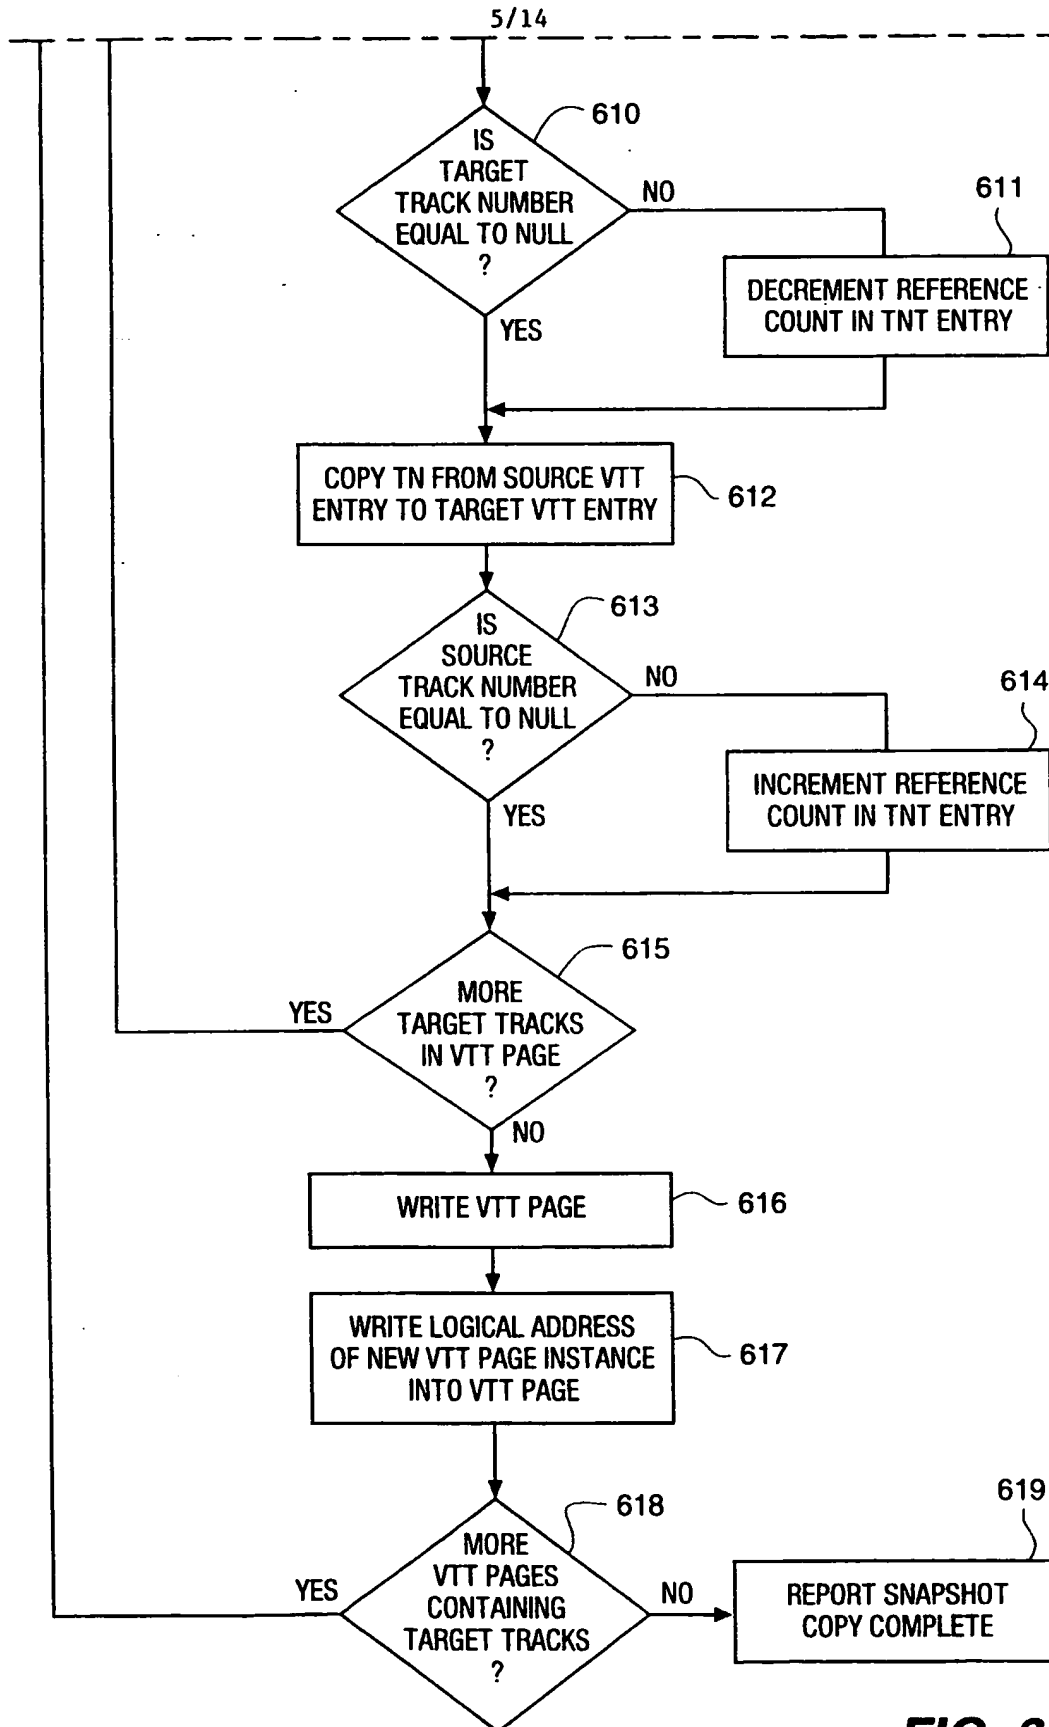 5/14
610
IS
TARGET
TRACK NUMBER
EQUAL TO NULL
?
NO
611
DECREMENT REFERENCE
COUNT IN TNT ENTRY
YES
COPY TN FROM SOURCE VTT
ENTRY TO TARGET VTT ENTRY
612
613
IS
SOURCE
TRACK NUMBER
EQUAL TO NULL
?
NO
614
INCREMENT REFERENCE
COUNT IN TNT ENTRY
YES
615
MORE
TARGET TRACKS
IN VTT PAGE
?
YES
NO
WRITE VTT PAGE
616
WRITE LOGICAL ADDRESS
OF NEW VTT PAGE INSTANCE
INTO VTT PAGE
617
618
MORE
VTT PAGES
CONTAINING
TARGET TRACKS
?
YES
NO
619
REPORT SNAPSHOT
COPY COMPLETE
FIG.